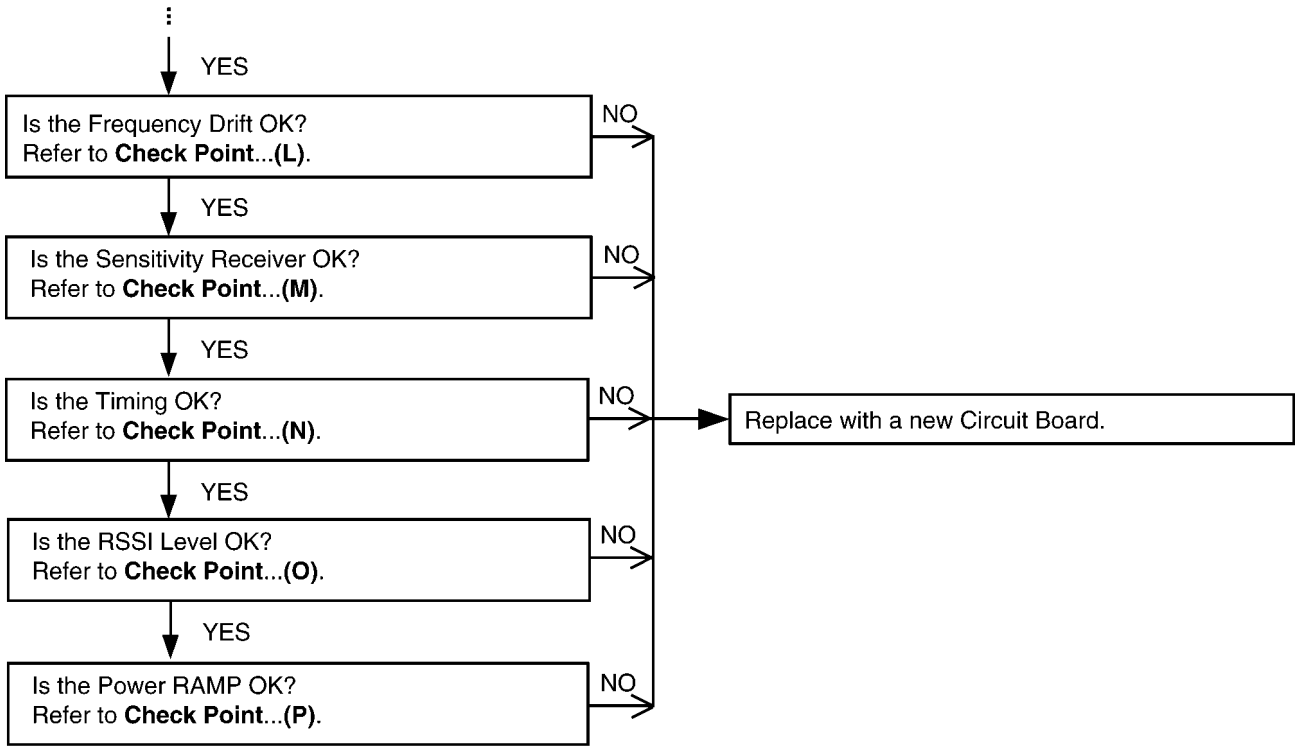 YES
Is the Frequency Drift OK?
Refer to Check Point...(L).
NO
YES
Is the Sensitivity Receiver OK?
Refer to Check Point...(M).
NO
YES
Is the Timing OK?
Refer to Check Point...(N).
NO
Replace with a new Circuit Board.
YES
Is the RSSI Level OK?
Refer to Check Point...(O).
NO
YES
Is the Power RAMP OK?
Refer to Check Point...(P).
NO